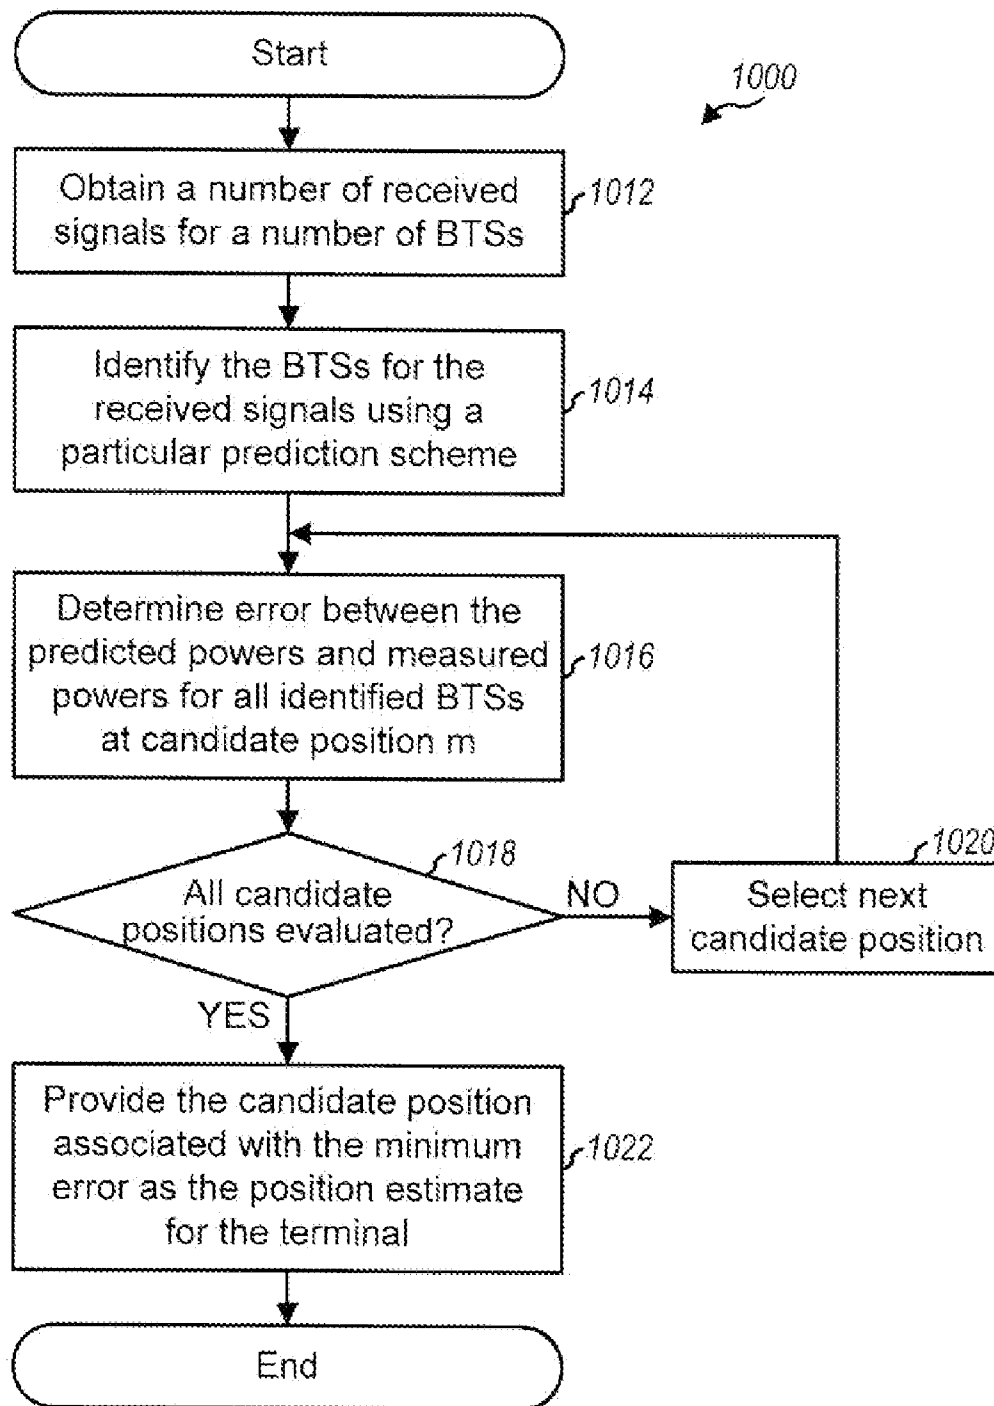 Start
1000
Obtain a number of received
signals for a number of BTSs
1012
Identify the BTSs for the
received signals using a
particular prediction scheme
1014
Determine error between the
predicted powers and measured
powers for all identified BTSs
at candidate position m
1016
All candidate
positions evaluated?
1018
NO
Select next
candidate position
1020
YES
Provide the candidate position
associated with the minimum
error as the position estimate
for the terminal
1022
End